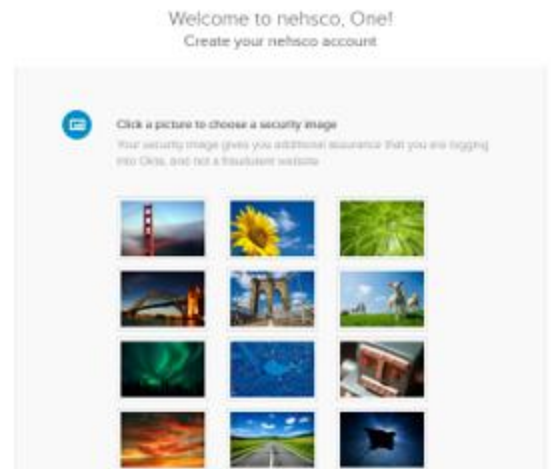 Welcome to nehsco, One!
Create your nehsco account
Click a picture to choose a security image
Your security image gives you additional assurance that you are logging
into Okta, and not a fraudulent website